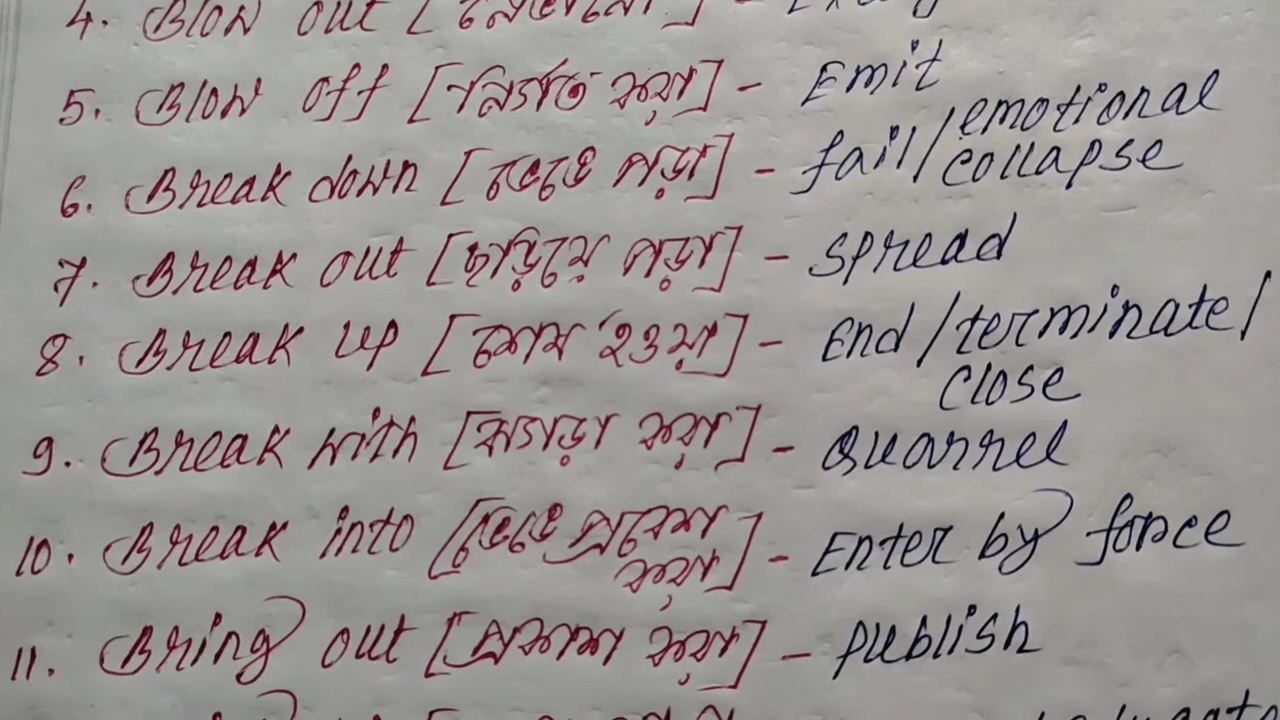 4. Blow out [নেভানো] -
5. Blow off [নির্গত করা] - Emit
6. Break down [ভেঙে পড়া] - fail/emotional collapse
7. Break out [ছড়িয়ে পড়া] - spread
8. Break up [শেষ হওয়া] - End/terminate/
close
9. Break with [ঝগড়া করা] - Quarrel
10. Break into [ভেঙে প্রবেশ
করা] - Enter by force
11. Bring out [প্রকাশ করা] - publish